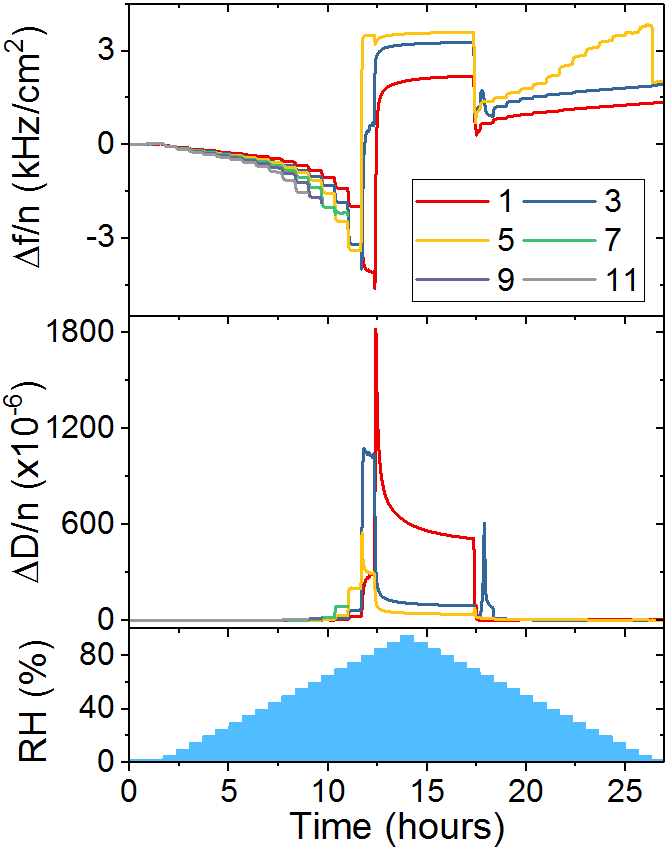 3
0
-3
Δf/n (kHz/cm²)
1 3
5 7
9 11
1800
1200
600
0
ΔD/n (x10⁻⁶)
80
40
0
RH (%)
0 5 10 15 20 25
Time (hours)